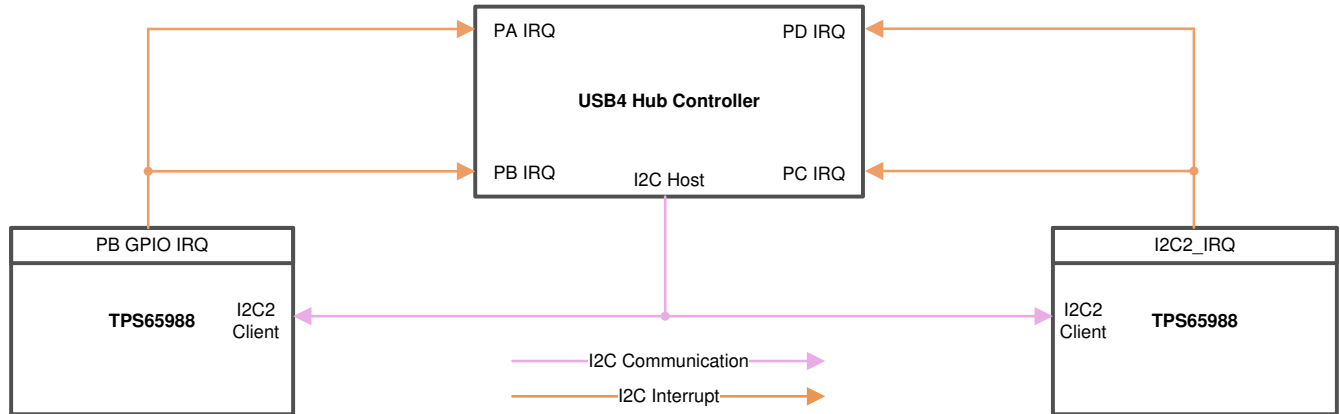 PA IRQ
PD IRQ
USB4 Hub Controller
PB IRQ
I2C Host
PC IRQ
PB GPIO IRQ
TPS65988
I2C2
Client
I2C2_IRQ
I2C2
Client
TPS65988
I2C Communication
I2C Interrupt